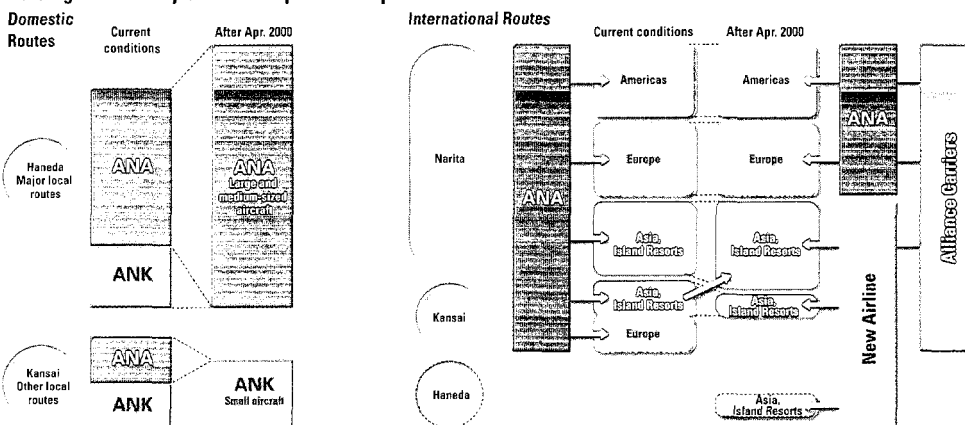 Domestic
Routes
Current
conditions
After Apr. 2000
Haneda
Major local
routes
ANA
ANK
ANA
Large and
medium-sized
aircraft
Kansai
Other local
routes
ANA
ANK
ANK
Small aircraft
International Routes
Current conditions
After Apr. 2000
Narita
Kansai
Haneda
ANA
Americas
Europe
Asia,
Island Resorts
Asia,
Island Resorts
Europe
Americas
Europe
Asia,
Island Resorts
Asia,
Island Resorts
Asia,
Island Resorts
ANA
New Airline
Alliance Carriers